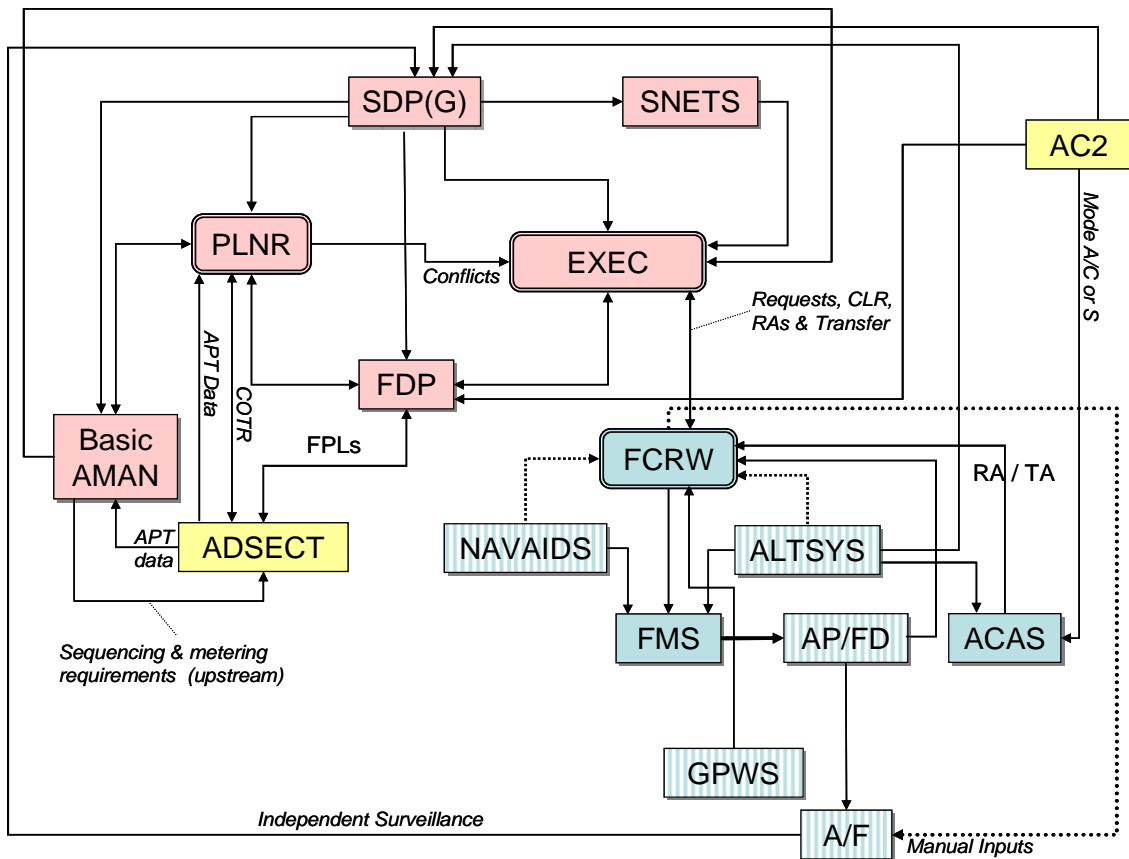 SDP(G)
SNETS
AC2
Mode A/C or S
PLNR
Conflicts
EXEC
Requests, CLR,
RAs & Transfer
APT Data
COTR
FDP
Basic
AMAN
FPLs
FCRW
RA / TA
APT
data
ADSECT
NAVAIDS
ALTSYS
FMS
AP/FD
ACAS
Sequencing & metering
requirements (upstream)
GPWS
Independent Surveillance
A/F
Manual Inputs